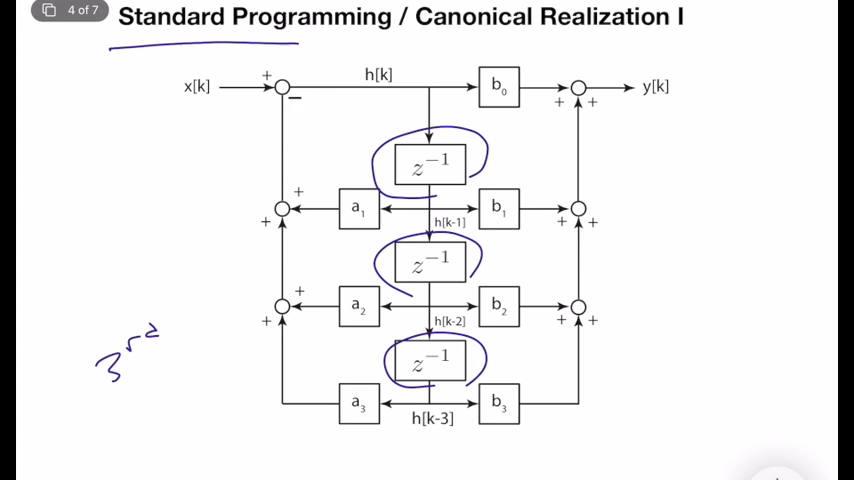 4 of 7
Standard Programming / Canonical Realization I
x[k] + − h[k] b₀ + + y[k]
z⁻¹
+ + a₁ h[k-1] b₁ + +
z⁻¹
+ + a₂ h[k-2] b₂ + +
3rd
z⁻¹
a₃ h[k-3] b₃